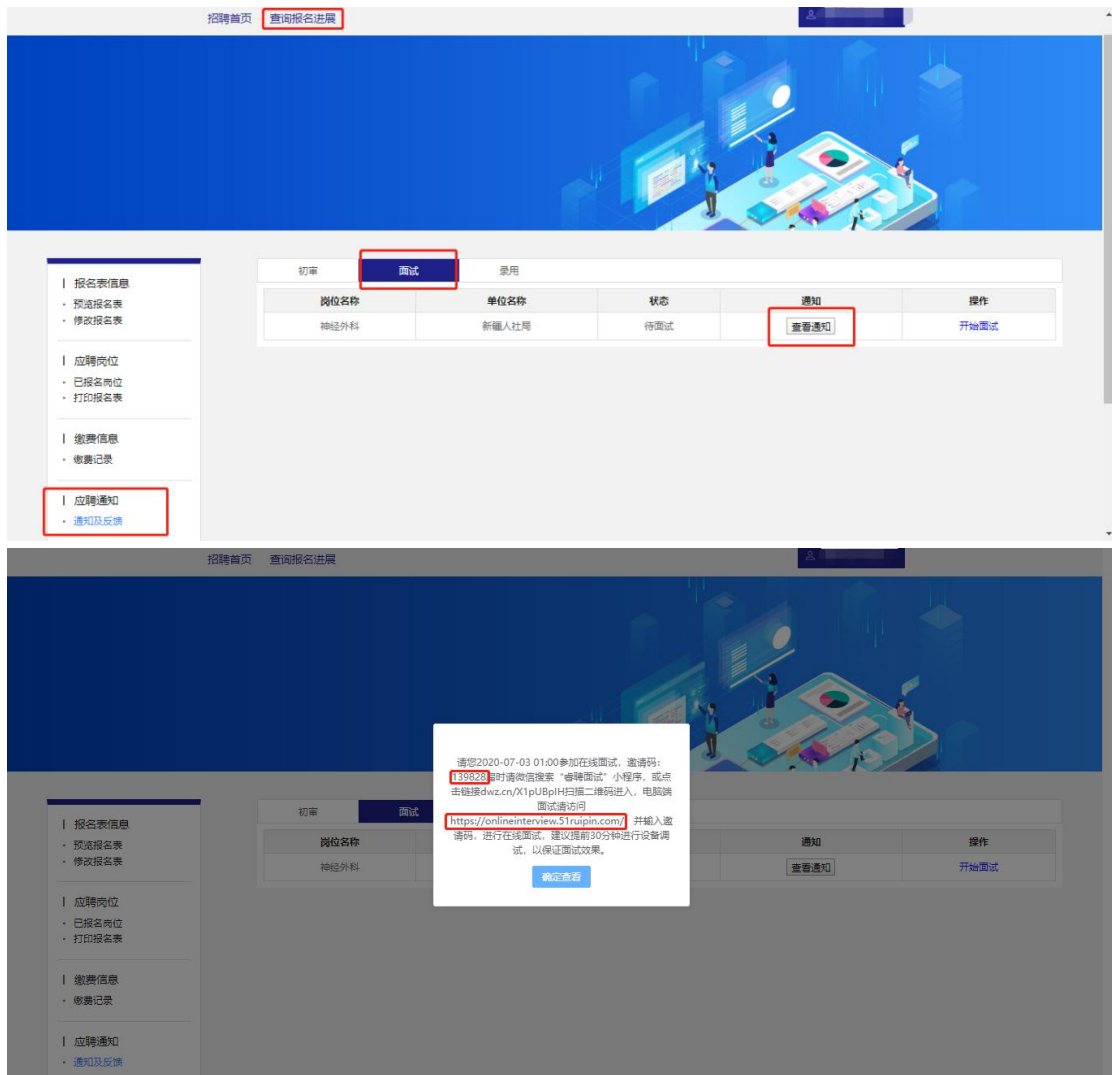 招聘首页 查询报名进展
初审 面试 录用
岗位名称 单位名称 状态 通知 操作
神经外科 新疆人社局 待面试 查看通知 开始面试
报名表信息
· 预览报名表
· 修改报名表
应聘岗位
· 已报名岗位
· 打印报名表
缴费信息
· 缴费记录
应聘通知
· 通知及反馈
招聘首页 查询报名进展
请您2020-07-03 01:00参加在线面试，邀请码：
139828届时请微信搜索“睿聘面试”小程序，或点
击链接dwz.cn/X1pUBpIH扫描二维码进入，电脑端
面试请访问
https://onlineinterview.51ruipin.com/ 并输入邀
请码，进行在线面试，建议提前30分钟进行设备调
试，以保证面试效果。
确定查看
初审 面试
岗位名称 通知 操作
神经外科 查看通知 开始面试
报名表信息
· 预览报名表
· 修改报名表
应聘岗位
· 已报名岗位
· 打印报名表
缴费信息
· 缴费记录
应聘通知
· 通知及反馈